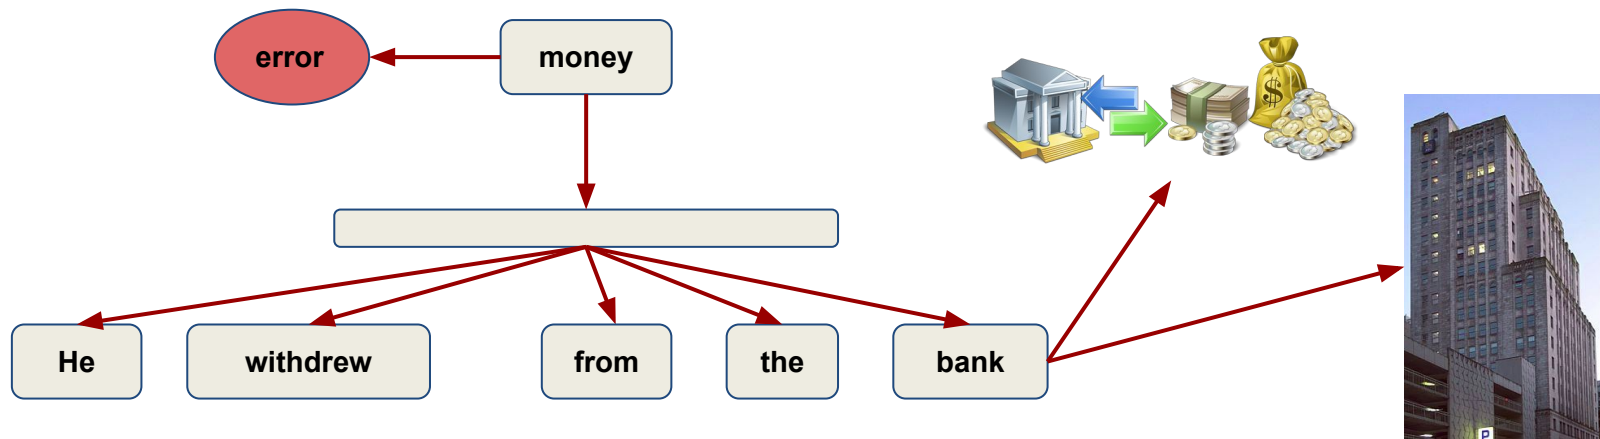 error
money
$
He
withdrew
from
the
bank
P